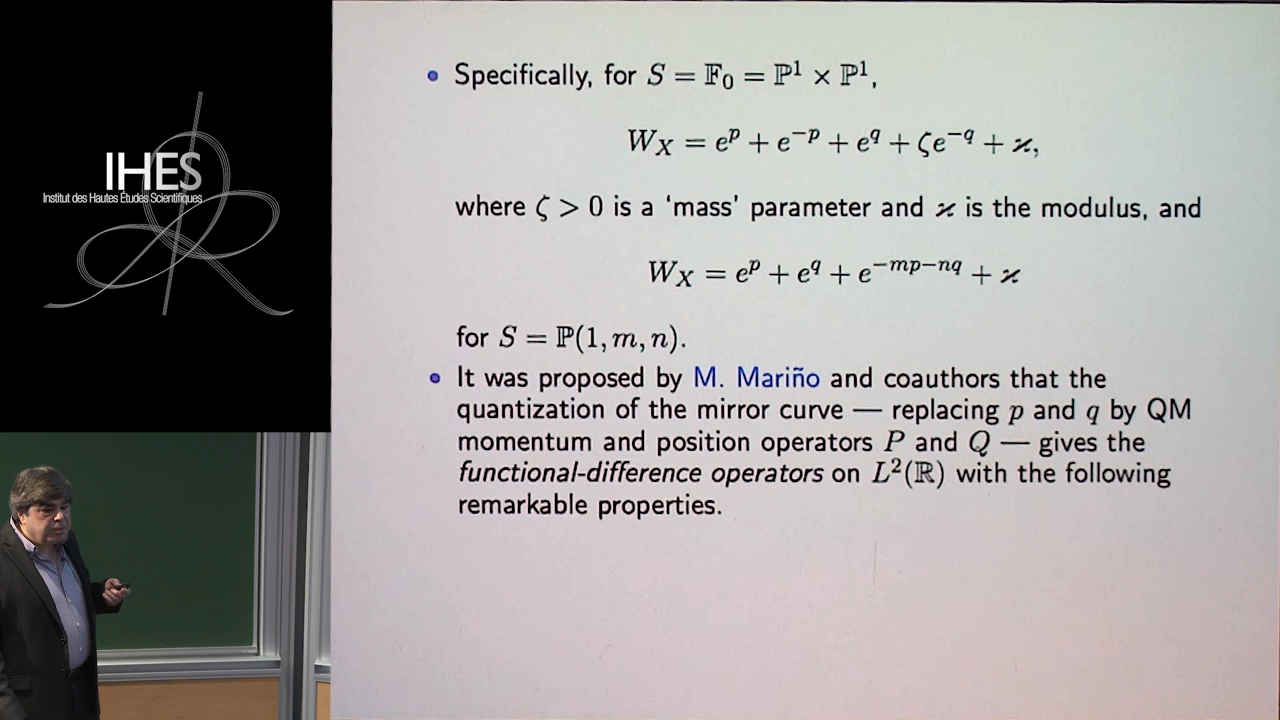 IHES
Institut des Hautes Études Scientifiques
• Specifically, for S = 𝔽₀ = ℙ¹ × ℙ¹,
W_X = e^p + e^{−p} + e^q + ζe^{−q} + ϰ,
where ζ > 0 is a ‘mass’ parameter and ϰ is the modulus, and
W_X = e^p + e^q + e^{−mp−nq} + ϰ
for S = ℙ(1, m, n).
• It was proposed by M. Mariño and coauthors that the
quantization of the mirror curve — replacing p and q by QM
momentum and position operators P and Q — gives the
functional-difference operators on L²(ℝ) with the following
remarkable properties.